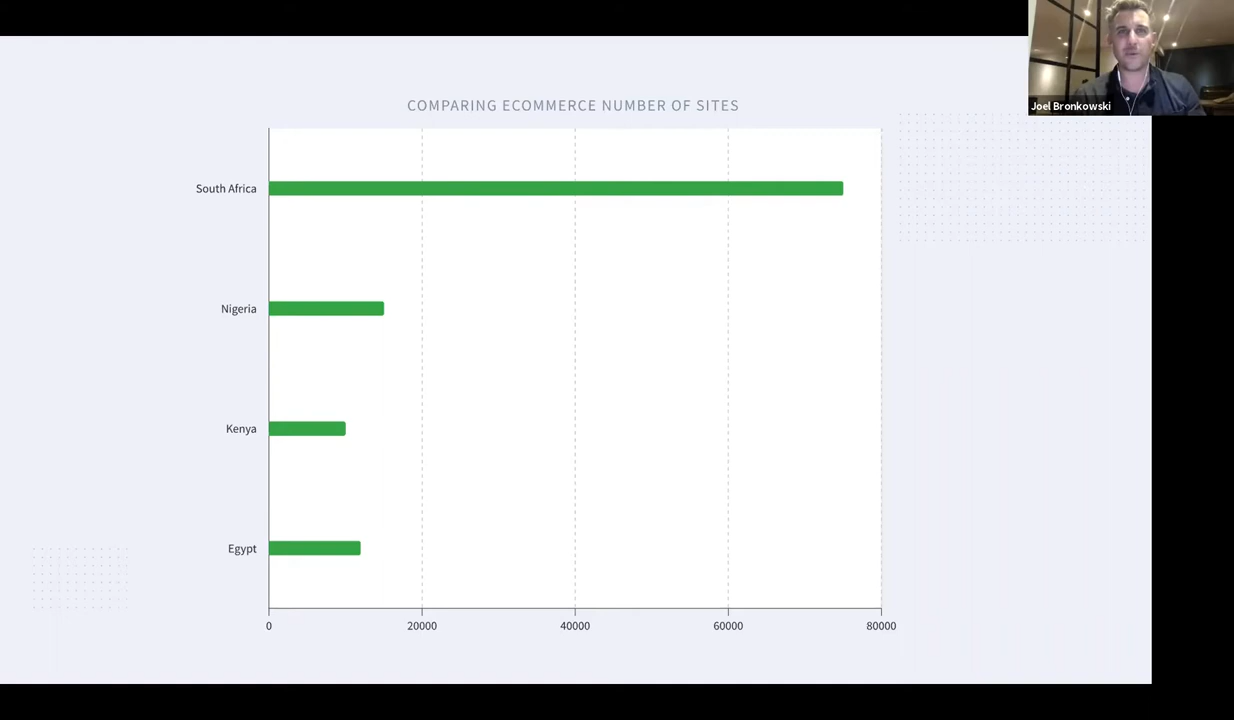 Joel Bronkowski
COMPARING ECOMMERCE NUMBER OF SITES
South Africa
Nigeria
Kenya
Egypt
0 20000 40000 60000 80000